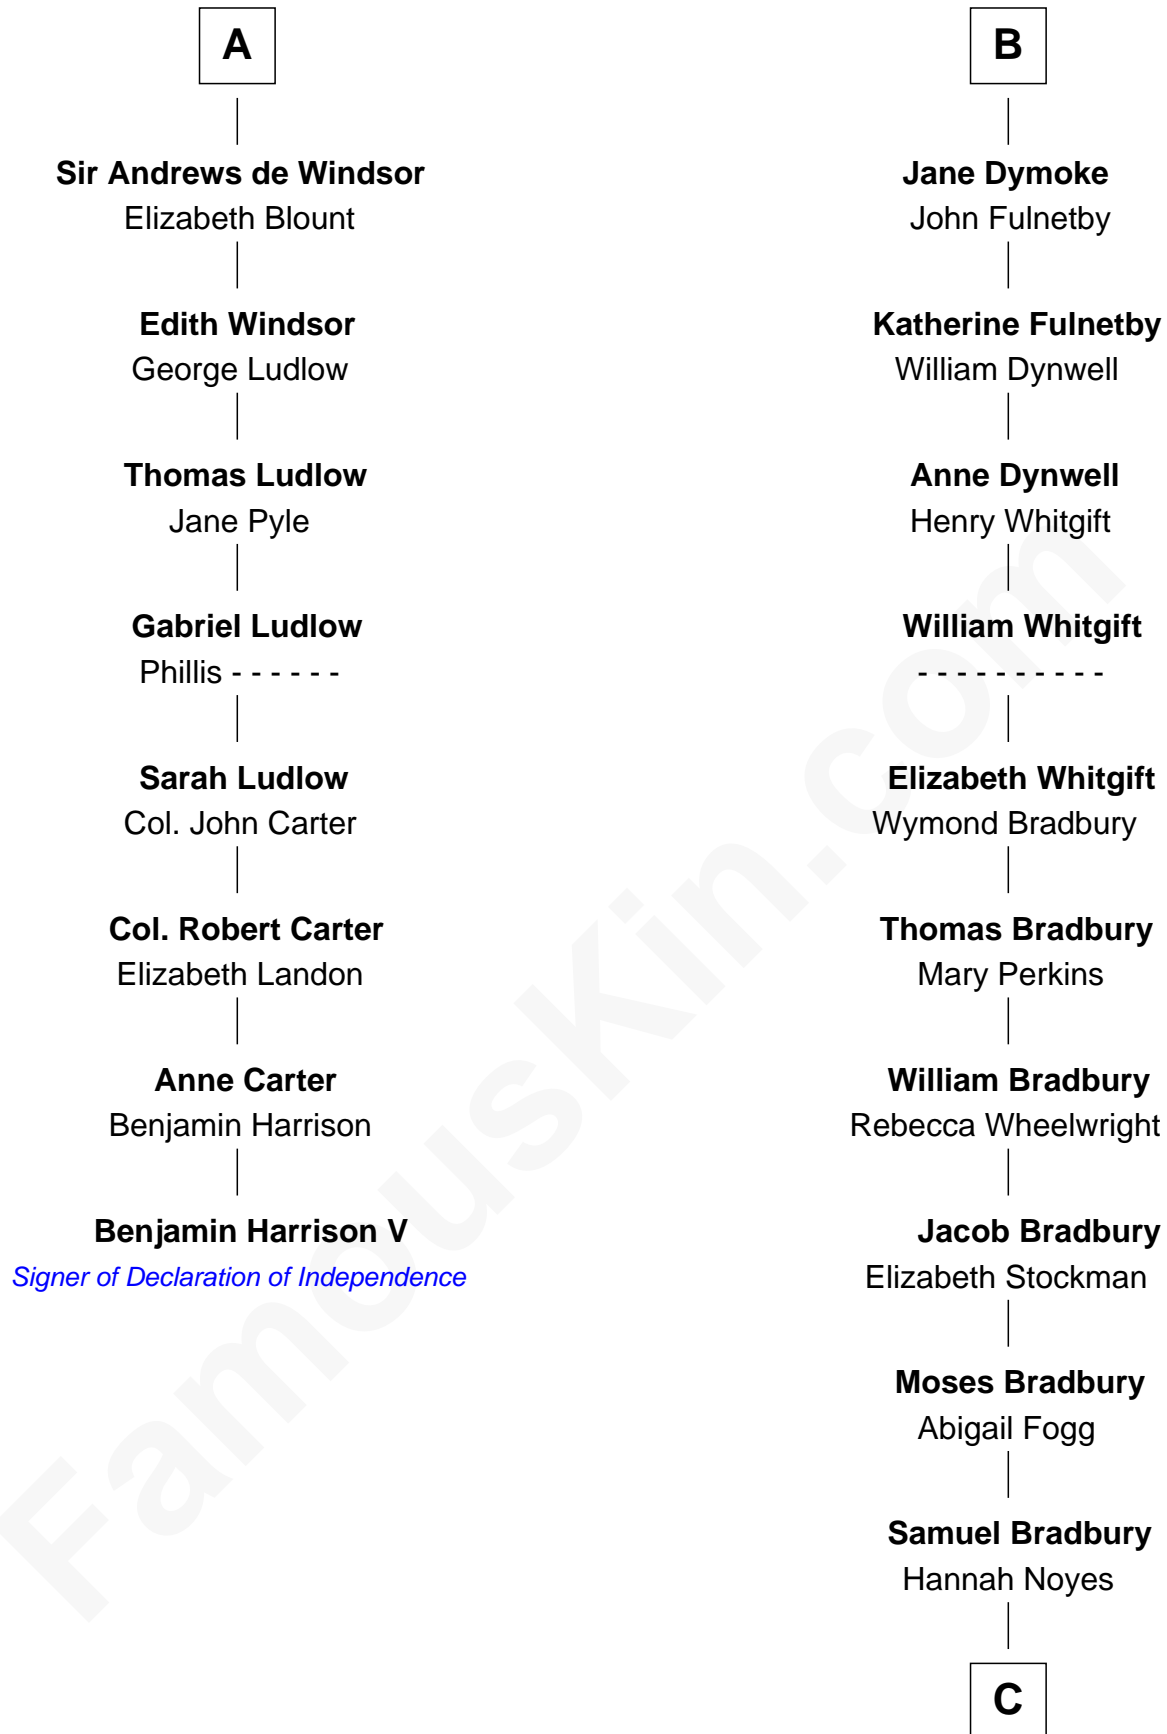 A
Sir Andrews de Windsor
Elizabeth Blount
Edith Windsor
George Ludlow
Thomas Ludlow
Jane Pyle
Gabriel Ludlow
Phillis - - - - - -
Sarah Ludlow
Col. John Carter
Col. Robert Carter
Elizabeth Landon
Anne Carter
Benjamin Harrison
Benjamin Harrison V
Signer of Declaration of Independence
B
Jane Dymoke
John Fulnetby
Katherine Fulnetby
William Dynwell
Anne Dynwell
Henry Whitgift
William Whitgift
- - - - - - - - - -
Elizabeth Whitgift
Wymond Bradbury
Thomas Bradbury
Mary Perkins
William Bradbury
Rebecca Wheelwright
Jacob Bradbury
Elizabeth Stockman
Moses Bradbury
Abigail Fogg
Samuel Bradbury
Hannah Noyes
C
FamousKin.com